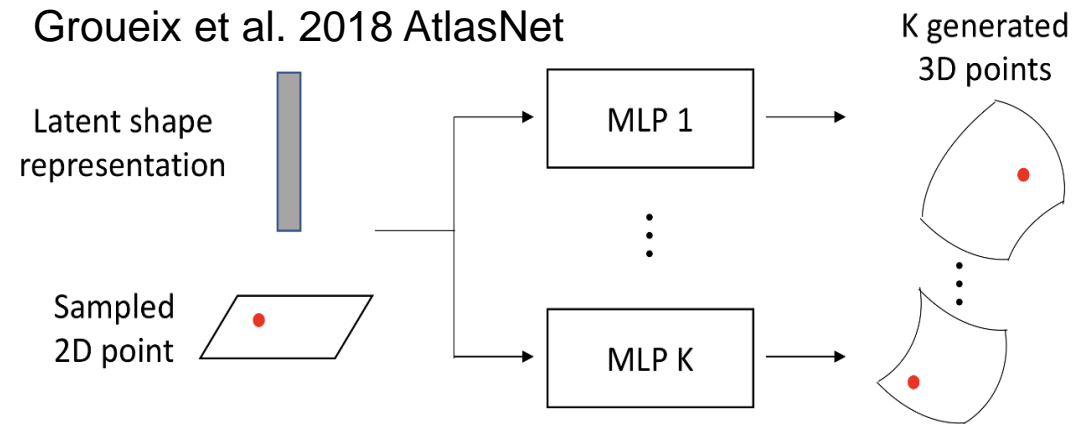 Groueix et al. 2018 AtlasNet
Latent shape
representation
Sampled
2D point
MLP 1
MLP K
K generated
3D points